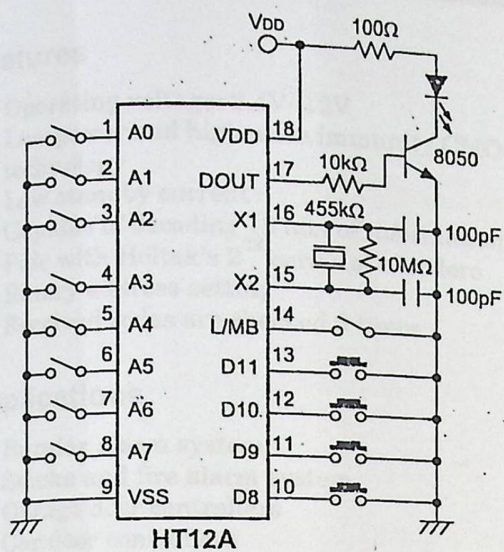 VDD
100Ω
1 A0 VDD 18
8050
2 A1 DOUT 17 10kΩ
3 A2 X1 16 455kΩ
100pF
10MΩ
4 A3 X2 15
100pF
5 A4 L/MB 14
6 A5 D11 13
7 A6 D10 12
8 A7 D9 11
9 VSS D8 10
HT12A